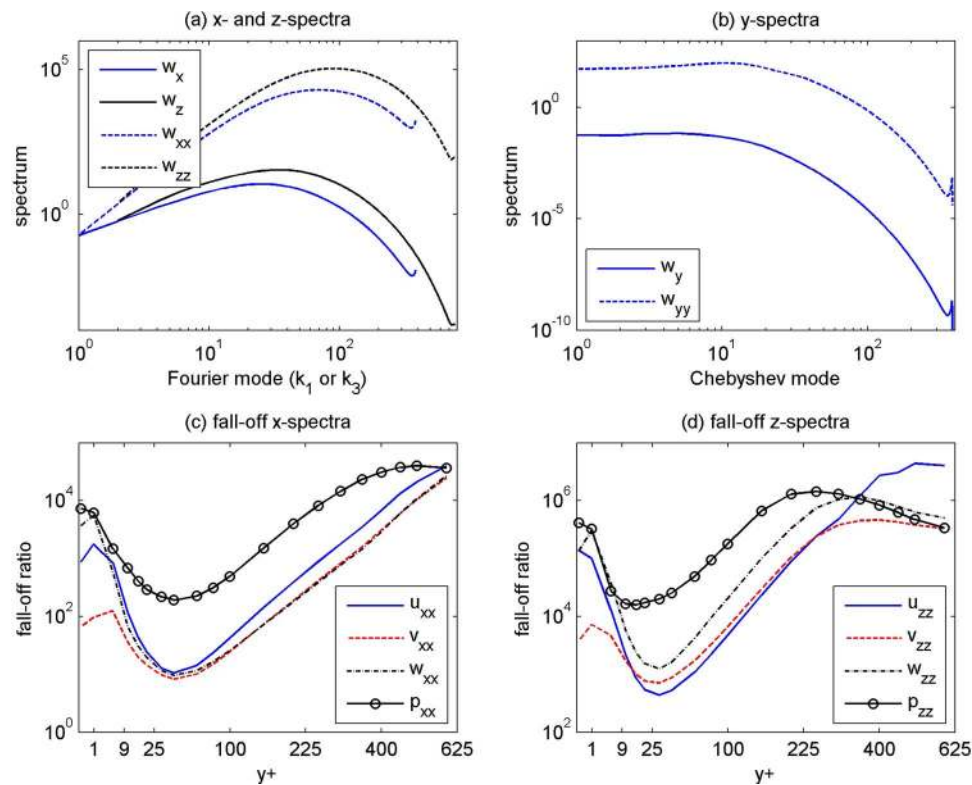 (a) x- and z-spectra
10^5
10^0
spectrum
w_x
w_z
w_xx
w_zz
10^0 10^1 10^2
Fourier mode (k_1 or k_3)
(b) y-spectra
10^0
10^-5
10^-10
spectrum
w_y
w_yy
10^0 10^1 10^2
Chebyshev mode
(c) fall-off x-spectra
10^4
10^2
10^0
fall-off ratio
u_xx
v_xx
w_xx
p_xx
1 9 25 100 225 400 625
y+
(d) fall-off z-spectra
10^6
10^4
10^2
fall-off ratio
u_zz
v_zz
w_zz
p_zz
1 9 25 100 225 400 625
y+